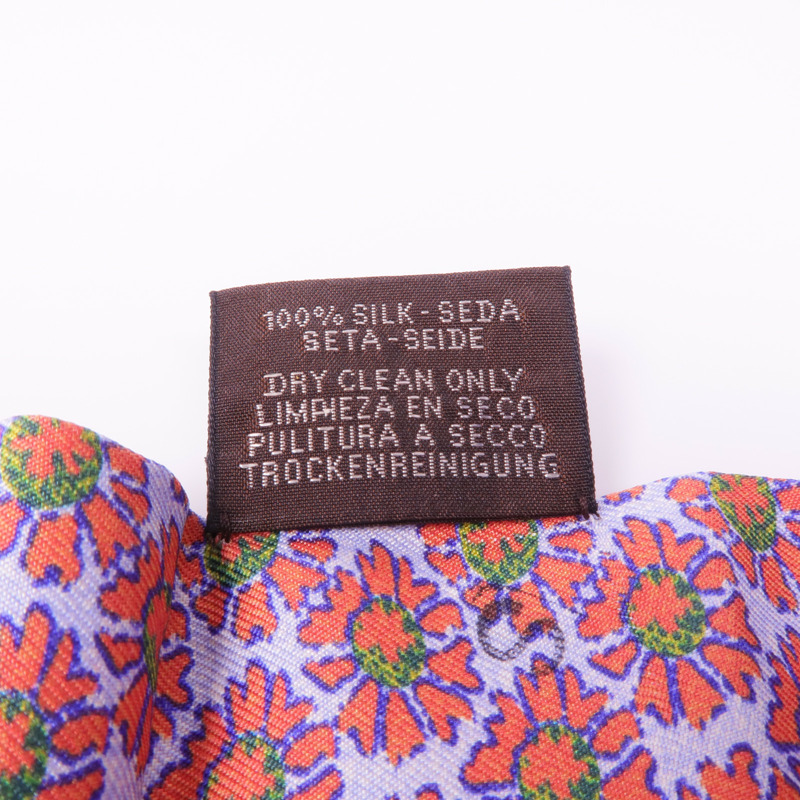 100% SILK - SEDA
SETA - SEIDE
DRY CLEAN ONLY
LIMPIEZA EN SECO
PULITURA A SECCO
TROCKENREINIGUNG